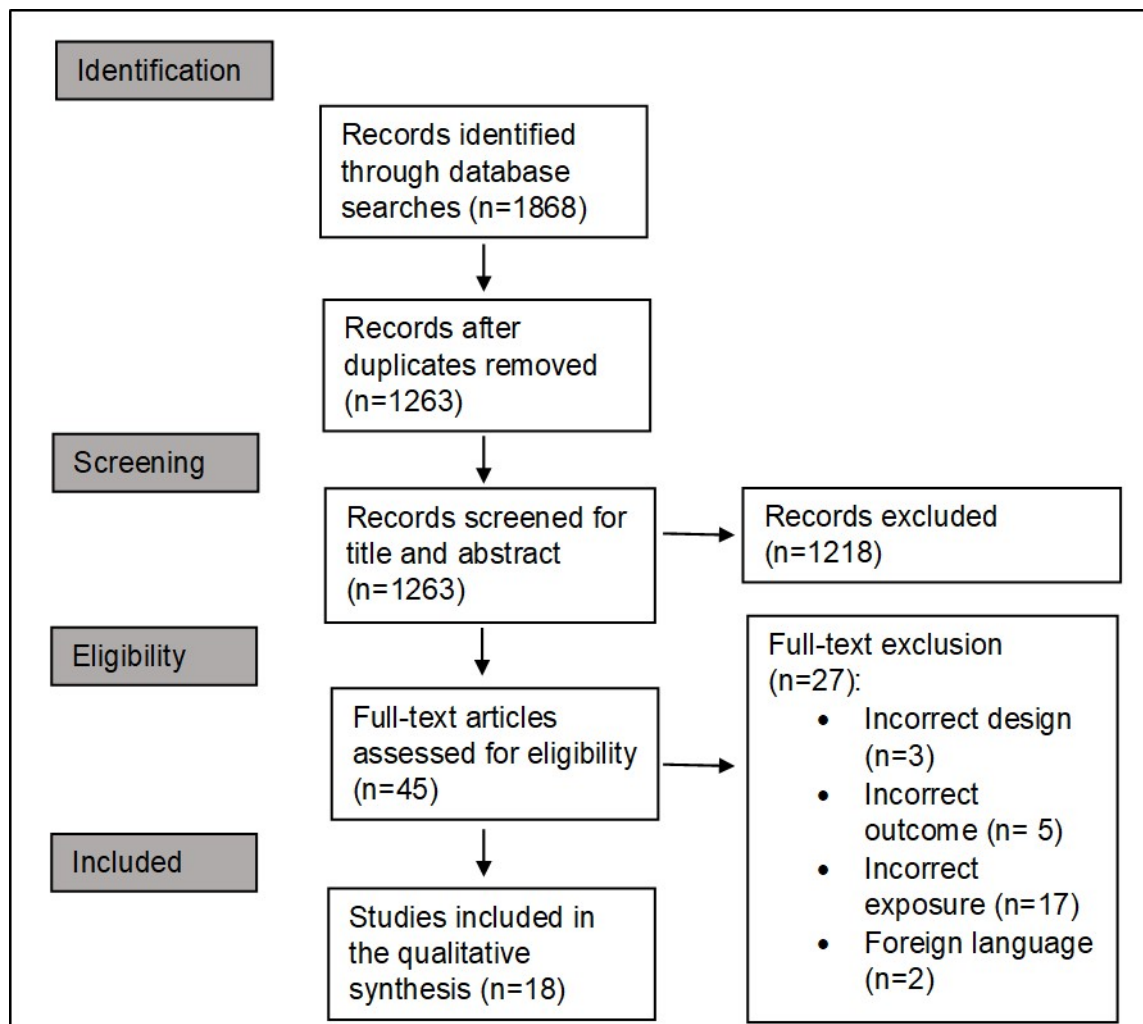 Identification
Records identified
through database
searches (n=1868)
Records after
duplicates removed
(n=1263)
Screening
Records screened for
title and abstract
(n=1263)
Records excluded
(n=1218)
Eligibility
Full-text articles
assessed for eligibility
(n=45)
Full-text exclusion
(n=27):
• Incorrect design
(n=3)
• Incorrect
outcome (n= 5)
• Incorrect
exposure (n=17)
• Foreign language
(n=2)
Included
Studies included in
the qualitative
synthesis (n=18)